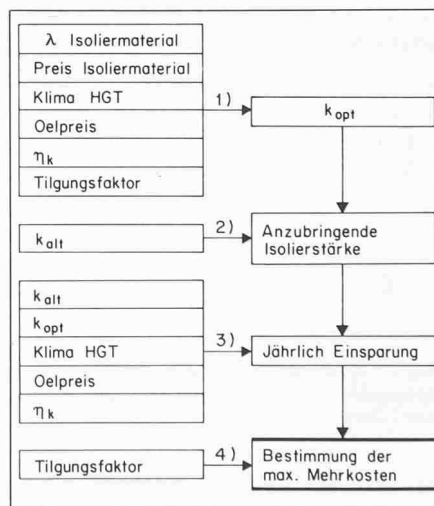 λ Isoliermaterial
Preis Isoliermaterial
Klima HGT
Oelpreis
ηk
Tilgungsfaktor
1)
kopt
kalt
2)
Anzubringende
Isolierstärke
kalt
kopt
Klima HGT
Oelpreis
ηk
3)
Jährlich Einsparung
Tilgungsfaktor
4)
Bestimmung der
max. Mehrkosten